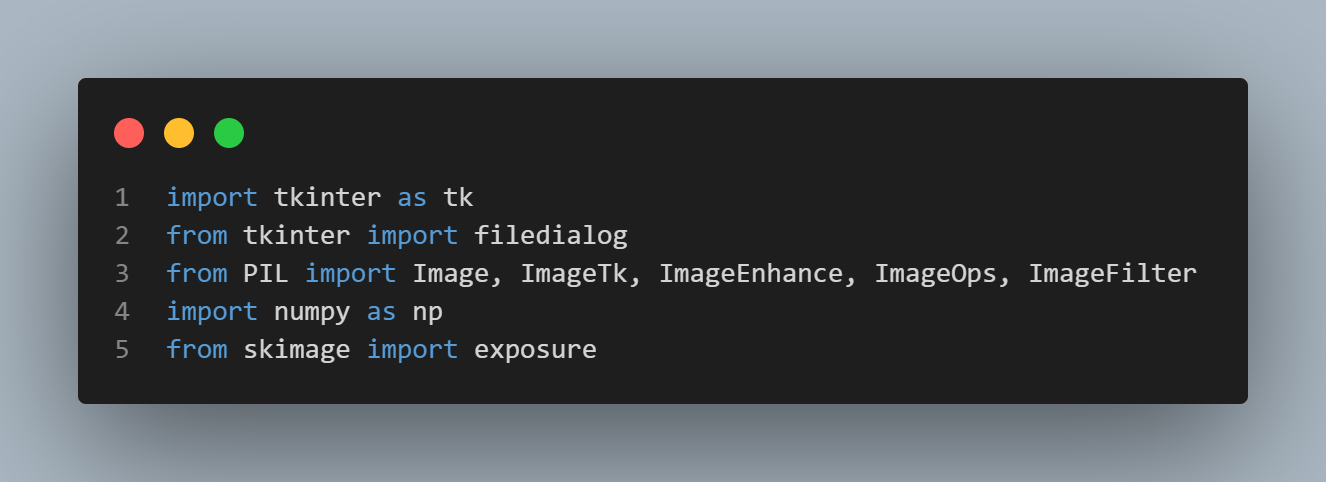 1 import tkinter as tk
2 from tkinter import filedialog
3 from PIL import Image, ImageTk, ImageEnhance, ImageOps, ImageFilter
4 import numpy as np
5 from skimage import exposure